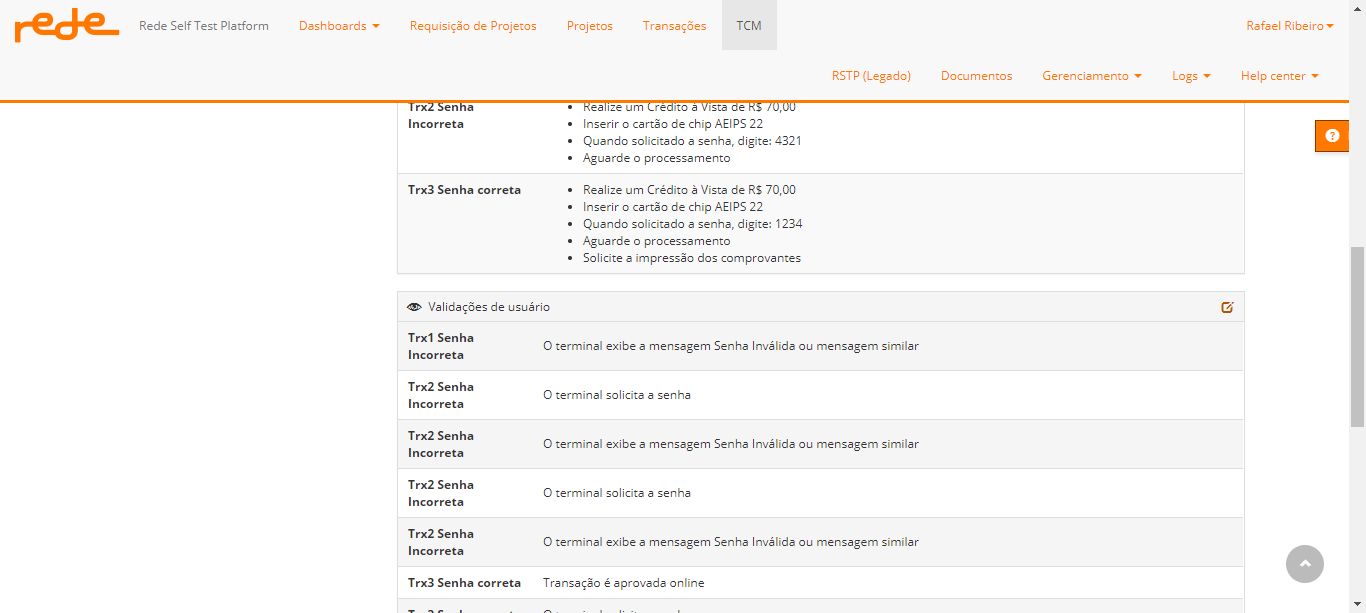 rede Rede Self Test Platform Dashboards Requisição de Projetos Projetos Transações TCM Rafael Ribeiro
RSTP (Legado) Documentos Gerenciamento Logs Help center
Trx2 Senha
Incorreta
Realize um Crédito à Vista de R$ 70,00
Inserir o cartão de chip AEIPS 22
Quando solicitado a senha, digite: 4321
Aguarde o processamento
Trx3 Senha correta
Realize um Crédito à Vista de R$ 70,00
Inserir o cartão de chip AEIPS 22
Quando solicitado a senha, digite: 1234
Aguarde o processamento
Solicite a impressão dos comprovantes
Validações de usuário
Trx1 Senha
Incorreta
O terminal exibe a mensagem Senha Inválida ou mensagem similar
Trx2 Senha
Incorreta
O terminal solicita a senha
Trx2 Senha
Incorreta
O terminal exibe a mensagem Senha Inválida ou mensagem similar
Trx2 Senha
Incorreta
O terminal solicita a senha
Trx2 Senha
Incorreta
O terminal exibe a mensagem Senha Inválida ou mensagem similar
Trx3 Senha correta Transação é aprovada online